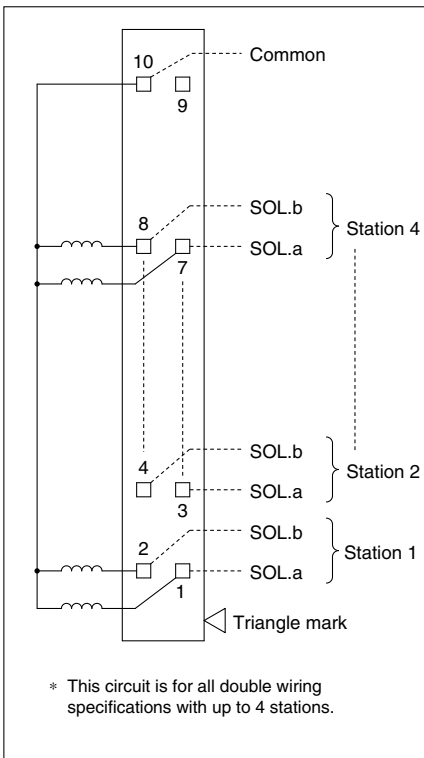 10
Common
9
8
SOL.b
Station 4
SOL.a
7
4
SOL.b
Station 2
SOL.a
3
2
SOL.b
Station 1
SOL.a
1
Triangle mark
* This circuit is for all double wiring
specifications with up to 4 stations.